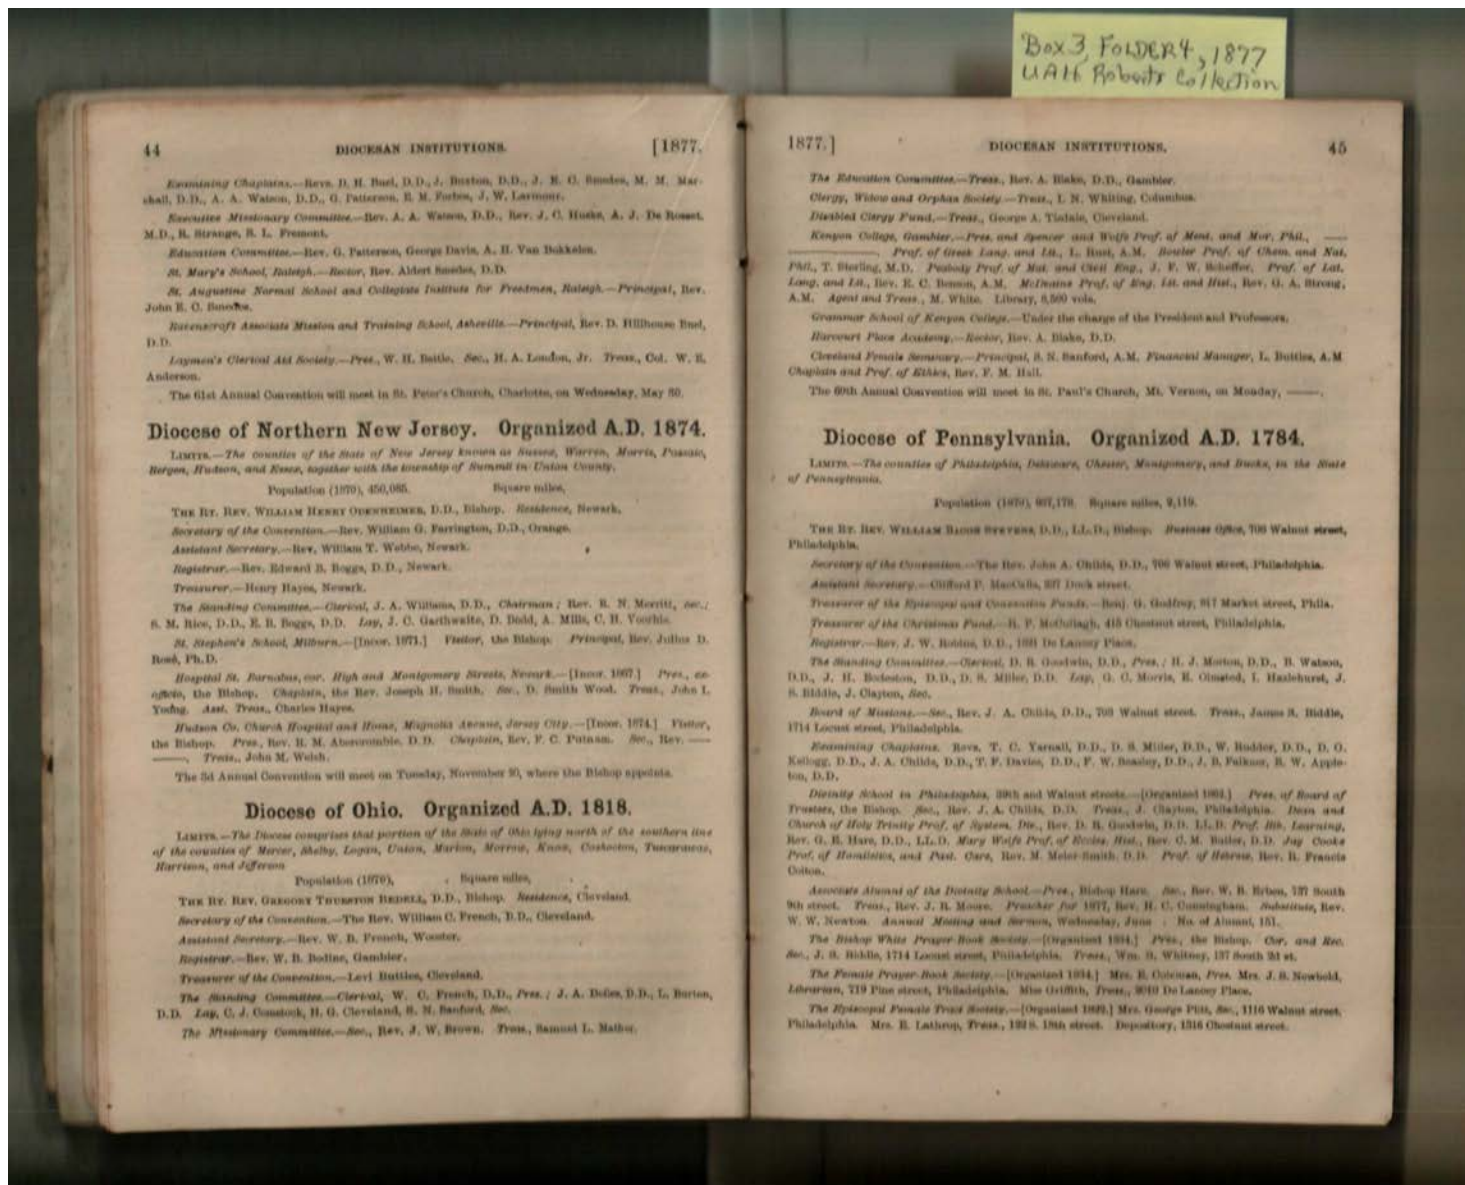 Box 3, FOLDER 4, 1877
UAH Roberts Collection
44 DIOCESAN INSTITUTIONS. [1877.
Examining Chaplains.—Revs. D. H. Buel, D.D., J. Buxton, D.D., J. E. C. Smedes, M. M. Mar-
shall, D.D., A. A. Watson, D.D., G. Patterson, E. M. Forbes, J. W.
Executive Missionary Committee.—Rev. A. A. Watson, D.D., Rev. J. C. Huske, A. J. De Rosset,
M.D., R. Strange, S. L. Fremont.
Education Committee.—Rev. G. Patterson, George Davis, A. H. Van Bokkelen.
St. Mary's School, Raleigh.—Rector, Rev. Aldert Smedes, D.D.
St. Augustine Normal School and Collegiate Institute for Freedmen, Raleigh.—Principal, Rev.
John E. C. Smedes.
Ravenscroft Associate Mission and Training School, Asheville.—Principal, Rev. D. Hillhouse Buel,
D.D.
Laymen's Clerical Aid Society.—Pres., W. H. Battle. Sec., H. A. London, Jr. Treas., Col. W. E.
Anderson.
The 61st Annual Convention will meet in St. Peter's Church, Charlotte, on Wednesday, May 30.
Diocese of Northern New Jersey. Organized A.D. 1874.
LIMITS.—The counties of the State of New Jersey known as Sussex, Warren, Morris, Passaic,
Bergen, Hudson, and Essex, together with the township of Summit in Union County.
Population (1870), 450,085. Square miles,
THE RT. REV. WILLIAM HENRY ODENHEIMER, D.D., Bishop. Residence, Newark.
Secretary of the Convention.—Rev. William G. Farrington, D.D., Orange.
Assistant Secretary.—Rev. William T. Webbe, Newark.
Registrar.—Rev. Edward B. Boggs, D.D., Newark.
Treasurer.—Henry Hayes, Newark.
The Standing Committee.—Clerical, J. A. Williams, D.D., Chairman; Rev. R. N. Merritt, Sec.;
S. M. Rice, D.D., E. B. Boggs, D.D. Lay, J. C. Garthwaite, D. Dodd, A. Mills, C. H. Voorhis.
St. Stephen's School, Milburn.—[Incor. 1871.] Visitor, the Bishop. Principal, Rev. Julius D.
Rosé, Ph.D.
Hospital St. Barnabas, cor. High and Montgomery Streets, Newark.—[Incor. 1867.] Pres., ex-
officio, the Bishop. Chaplain, the Rev. Joseph H. Smith. Sec., D. Smith Wood. Treas., John L.
Young. Asst. Treas., Charles Hayes.
Hudson Co. Church Hospital and Home, Magnolia Avenue, Jersey City.—[Incor. 1874.] Visitor,
the Bishop. Pres., Rev. R. M. Abercrombie, D.D. Chaplain, Rev. F. C. Putnam. Sec., Rev. ——
——, Treas., John M. Welsh.
The 3d Annual Convention will meet on Tuesday, November 20, where the Bishop appoints.
Diocese of Ohio. Organized A.D. 1818.
LIMITS.—The Diocese comprises that portion of the State of Ohio lying north of the southern line
of the counties of Mercer, Shelby, Logan, Union, Marion, Morrow, Knox, Coshocton, Tuscarawas,
Harrison, and Jefferson
Population (1870), Square miles,
THE RT. REV. GREGORY THURSTON BEDELL, D.D., Bishop. Residence, Cleveland.
Secretary of the Convention.—The Rev. William C. French, D.D., Cleveland.
Assistant Secretary.—Rev. W. B. French, Wooster.
Registrar.—Rev. W. B. Bodine, Gambier.
Treasurer of the Convention.—Levi Buttles, Cleveland.
The Standing Committee.—Clerical, W. C. French, D.D., Pres.; J. A. Bolles, D.D., L. Burton,
D.D. Lay, C. J. Comstock, H. G. Cleveland, S. N. Sanford, Sec.
The Missionary Committee.—Sec., Rev. J. W. Brown. Treas., Samuel L. Mather.
1877.] DIOCESAN INSTITUTIONS. 45
The Education Committee.—Treas., Rev. A. Blake, D.D., Gambier.
Clergy, Widow and Orphan Society.—Treas., I. N. Whiting, Columbus.
Disabled Clergy Fund.—Treas., George A. Tisdale, Cleveland.
Kenyon College, Gambier.—Pres. and Spencer and Wolfe Prof. of Ment. and Mor. Phil., ——
————, Prof. of Greek Lang. and Lit., L. Rust, A.M. Bowler Prof. of Chem. and Nat.
Phil., T. Sterling, M.D. Peabody Prof. of Mat. and Civil Eng., J. F. W. Scheffer, Prof. of Lat.
Lang. and Lit., Rev. E. C. Benson, A.M. McIlvaine Prof. of Eng. Lit. and Hist., Rev. G. A. Strong,
A.M. Agent and Treas., M. White. Library, 8,500 vols.
Grammar School of Kenyon College.—Under the charge of the President and Professors.
Harcourt Place Academy.—Rector, Rev. A. Blake, D.D.
Cleveland Female Seminary.—Principal, S. N. Sanford, A.M. Financial Manager, L. Buttles, A.M
Chaplain and Prof. of Ethics, Rev. F. M. Hall.
The 60th Annual Convention will meet in St. Paul's Church, Mt. Vernon, on Monday, ——.
Diocese of Pennsylvania. Organized A.D. 1784.
LIMITS.—The counties of Philadelphia, Delaware, Chester, Montgomery, and Bucks, in the State
of Pennsylvania.
Population (1870), Square miles, 2,119.
THE RT. REV. WILLIAM BACON STEVENS, D.D., LL.D., Bishop. Business Office, 708 Walnut street,
Philadelphia.
Secretary of the Convention.—The Rev. John A. Childs, D.D., 708 Walnut street, Philadelphia.
Assistant Secretary.—Clifford P. MacCalla, Dock street.
Treasurer of the Episcopal and Convention Funds.—Benj. G. Godfrey, 817 Market street, Phila.
Treasurer of the Christmas Fund.—R. P. McCullagh, 415 Chestnut street, Philadelphia.
Registrar.—Rev. J. W. Robins, D.D., De Lancey Place.
The Standing Committee.—Clerical, D. R. Goodwin, D.D., Pres.; H. J. Morton, D.D., B. Watson,
D.D., J. H. Eccleston, D.D., D. S. Miller, D.D. Lay, G. C. Morris, E. Olmsted, I. Hazlehurst, J.
S. Biddle, J. Clayton, Sec.
Board of Missions.—Sec., Rev. J. A. Childs, D.D., 708 Walnut street. Treas., James S. Biddle,
1714 Locust street, Philadelphia.
Examining Chaplains. Revs. T. C. Yarnall, D.D., D. S. Miller, D.D., W. Rudder, D.D., D. O.
Kellogg, D.D., J. A. Childs, D.D., T. F. Davies, D.D., F. W. Beasley, D.D., J. B. Falkner, S. W. Apple-
ton, D.D.
Divinity School in Philadelphia, 39th and Walnut streets.—[Organized 1862.] Pres. of Board of
Trustees, the Bishop. Sec., Rev. J. A. Childs, D.D. Treas., J. Clayton, Philadelphia. Dean and
Church of Holy Trinity Prof. of System. Div., Rev. D. R. Goodwin, D.D. LL.D. Prof. Bib. Learning,
Rev. G. E. Hare, D.D., LL.D. Mary Wolfe Prof. of Eccles. Hist., Rev. C. M. Butler, D.D. Jay Cooke
Prof. of Homiletics, and Past. Care, Rev. M. Meier-Smith, D.D. Prof. of Hebrew, Rev. R. Francis
Colton.
Associate Alumni of the Divinity School.—Pres., Bishop Hare. Sec., Rev. W. B. Erben, 737 South
9th street. Treas., Rev. J. R. Moore. Preacher for 1877, Rev. H. C. Cunningham. Substitute, Rev.
W. W. Newton. Annual Meeting and Sermon, Wednesday, June . No. of Alumni, 151.
The Bishop White Prayer Book Society.—[Organized 1834.] Pres., the Bishop. Cor. and Rec.
Sec., J. S. Biddle, 1714 Locust street, Philadelphia. Treas., Wm. S. Whitney, 137 South 2d st.
The Female Prayer-Book Society.—[Organized 1834.] Mrs. E. Coleman, Pres. Mrs. J. S. Newbold,
Librarian, 719 Pine street, Philadelphia. Miss Griffith, Treas., De Lancey Place.
The Episcopal Female Tract Society.—[Organized Mrs. George Pitts, Sec., 1116 Walnut street,
Philadelphia. Mrs. E. Lathrop, Treas., 18th street. Depository, 1316 Chestnut street.